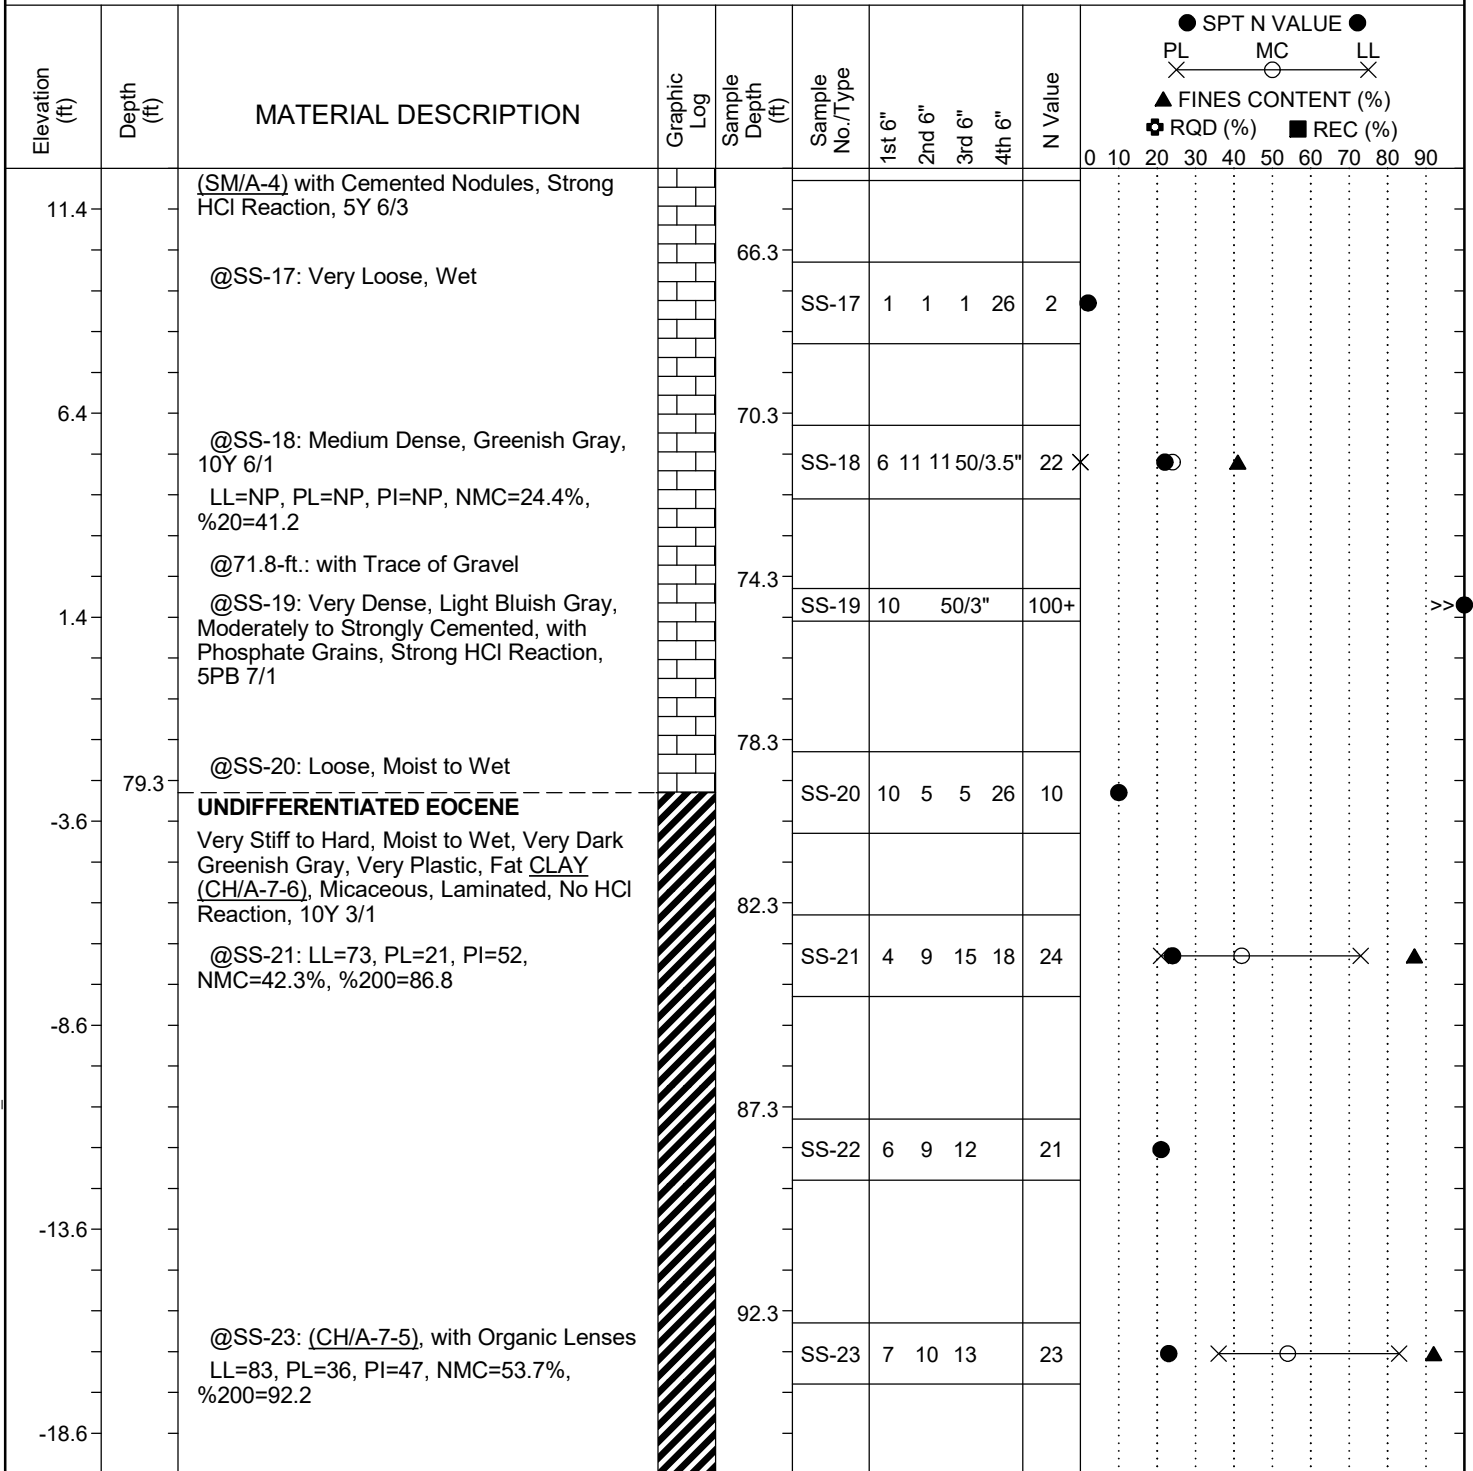 ● SPT N VALUE ●
PL MC LL
▲ FINES CONTENT (%)
RQD (%) ■ REC (%)
Elevation (ft)
Depth (ft)
MATERIAL DESCRIPTION
Graphic Log
Sample Depth (ft)
Sample No./Type
1st 6"
2nd 6"
3rd 6"
4th 6"
N Value
0 10 20 30 40 50 60 70 80 90
(SM/A-4) with Cemented Nodules, Strong
11.4 HCl Reaction, 5Y 6/3
66.3
@SS-17: Very Loose, Wet
SS-17 1 1 1 26 2
6.4 70.3
@SS-18: Medium Dense, Greenish Gray,
10Y 6/1
SS-18 6 11 11 50/3.5" 22
LL=NP, PL=NP, PI=NP, NMC=24.4%,
%20=41.2
@71.8-ft.: with Trace of Gravel
74.3
@SS-19: Very Dense, Light Bluish Gray,
SS-19 10 50/3" 100+ >>
1.4 Moderately to Strongly Cemented, with
Phosphate Grains, Strong HCl Reaction,
5PB 7/1
78.3
@SS-20: Loose, Moist to Wet
79.3
SS-20 10 5 5 26 10
UNDIFFERENTIATED EOCENE
-3.6
Very Stiff to Hard, Moist to Wet, Very Dark
Greenish Gray, Very Plastic, Fat CLAY
(CH/A-7-6), Micaceous, Laminated, No HCl
Reaction, 10Y 3/1
82.3
@SS-21: LL=73, PL=21, PI=52,
NMC=42.3%, %200=86.8
SS-21 4 9 15 18 24
-8.6
87.3
SS-22 6 9 12 21
-13.6
92.3
@SS-23: (CH/A-7-5), with Organic Lenses
SS-23 7 10 13 23
LL=83, PL=36, PI=47, NMC=53.7%,
%200=92.2
-18.6